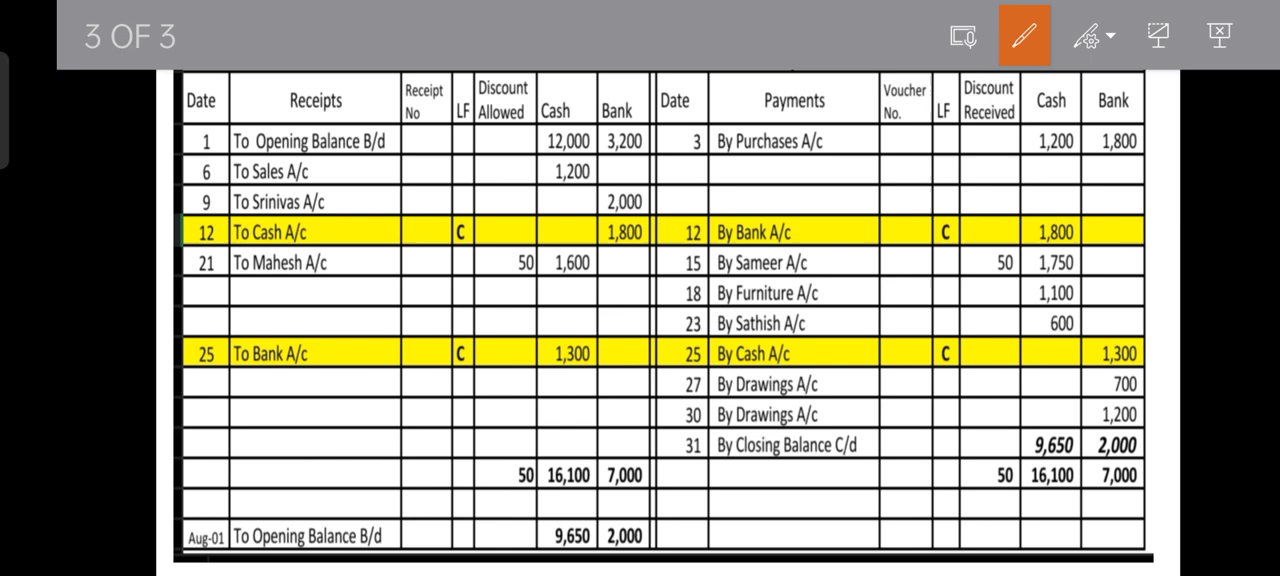 3 OF 3
Date Receipts Receipt No LF Discount Allowed Cash Bank Date Payments Voucher No. LF Discount Received Cash Bank
1 To Opening Balance B/d 12,000 3,200 3 By Purchases A/c 1,200 1,800
6 To Sales A/c 1,200
9 To Srinivas A/c 2,000
12 To Cash A/c C 1,800 12 By Bank A/c C 1,800
21 To Mahesh A/c 50 1,600 15 By Sameer A/c 50 1,750
18 By Furniture A/c 1,100
23 By Sathish A/c 600
25 To Bank A/c C 1,300 25 By Cash A/c C 1,300
27 By Drawings A/c 700
30 By Drawings A/c 1,200
31 By Closing Balance C/d 9,650 2,000
50 16,100 7,000 50 16,100 7,000
Aug-01 To Opening Balance B/d 9,650 2,000